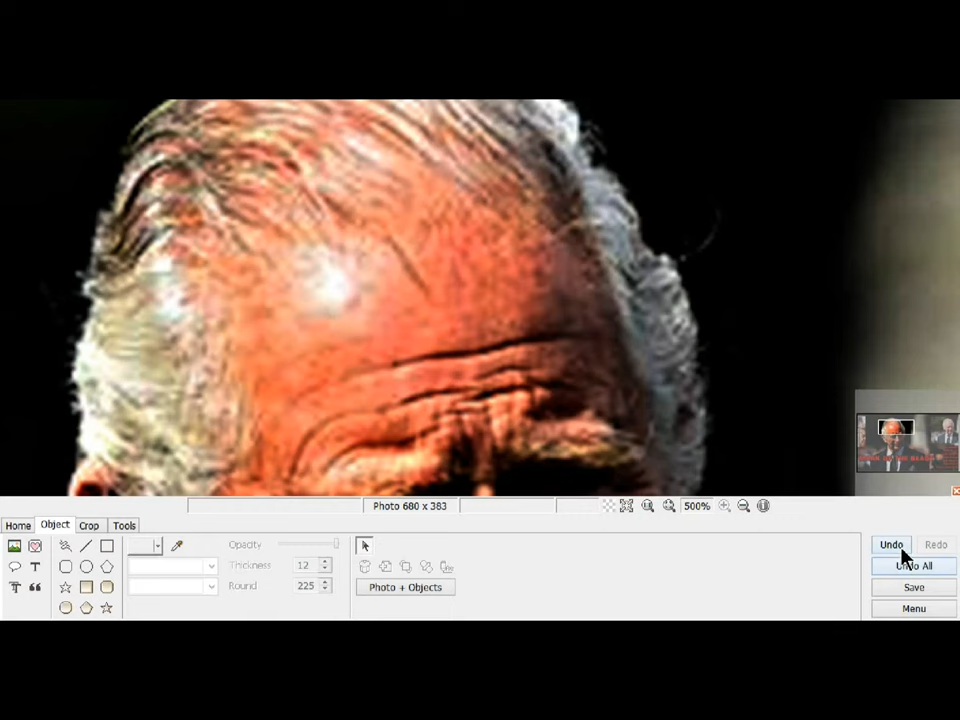 Photo 680 x 383
500%
Home
Object
Crop
Tools
Opacity
Thickness
12
Round
225
Photo + Objects
Undo
Redo
Undo All
Save
Menu